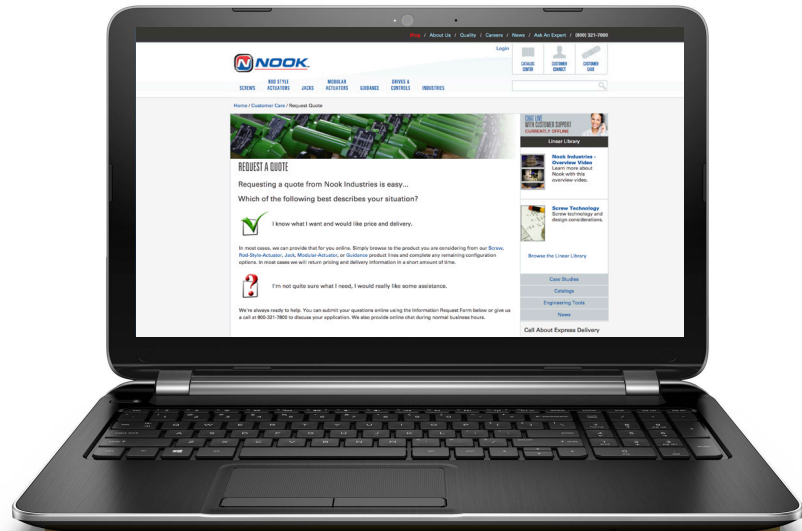 Blog / About Us / Quality / Careers / News / Ask An Expert / (800) 321-7800
Login
NOOK
CATALOG CENTER
CUSTOMER CONNECT
CUSTOMER CARE
SCREWS
ROD STYLE ACTUATORS
JACKS
MODULAR ACTUATORS
GUIDANCE
DRIVES & CONTROLS
INDUSTRIES
Home / Customer Care / Request Quote
CHAT LIVE
WITH CUSTOMER SUPPORT
CURRENTLY OFFLINE
Linear Library
REQUEST A QUOTE
Nook Industries -
Overview Video
Learn more about
Nook with this
overview video.
Requesting a quote from Nook Industries is easy...
Which of the following best describes your situation?
I know what I want and would like price and delivery.
Screw Technology
Screw technology and
design considerations.
In most cases, we can provide that for you online. Simply browse to the product you are considering from our Screw,
Rod-Style-Actuator, Jack, Modular-Actuator, or Guidance product lines and complete any remaining configuration
options. In most cases we will return pricing and delivery information in a short amount of time.
Browse the Linear Library
I'm not quite sure what I need, I would really like some assistance.
Case Studies
Catalogs
Engineering Tools
News
We're always ready to help. You can submit your questions online using the Information Request Form below or give us
a call at 800-321-7800 to discuss your application. We also provide online chat during normal business hours.
Call About Express Delivery